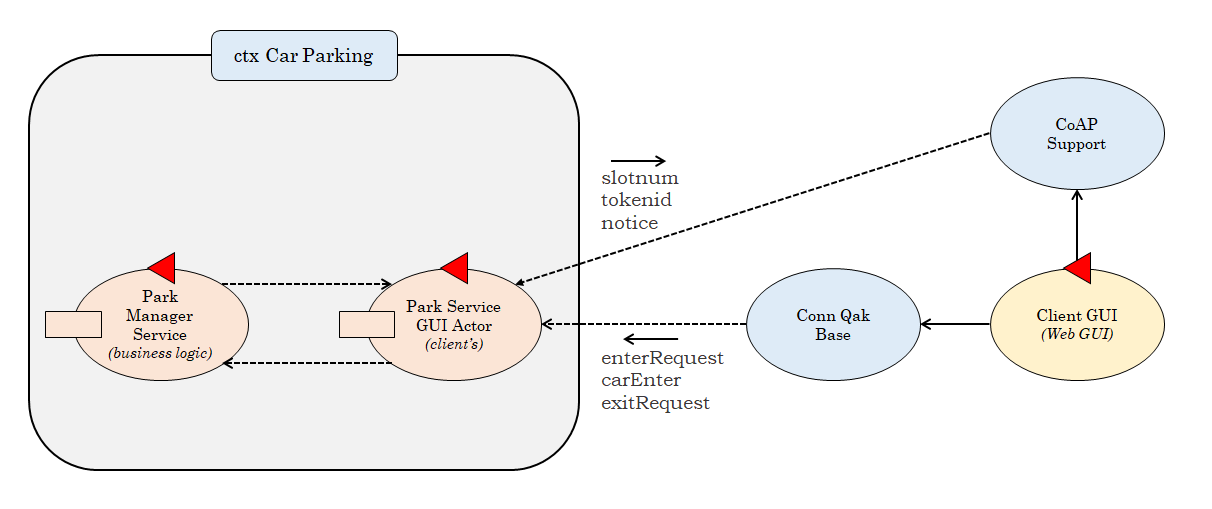 ctx Car Parking
CoAP
Support
slotnum
tokenid
notice
Park
Manager
Service
(business logic)
Park Service
GUI Actor
(client's)
Conn Qak
Base
Client GUI
(Web GUI)
enterRequest
carEnter
exitRequest